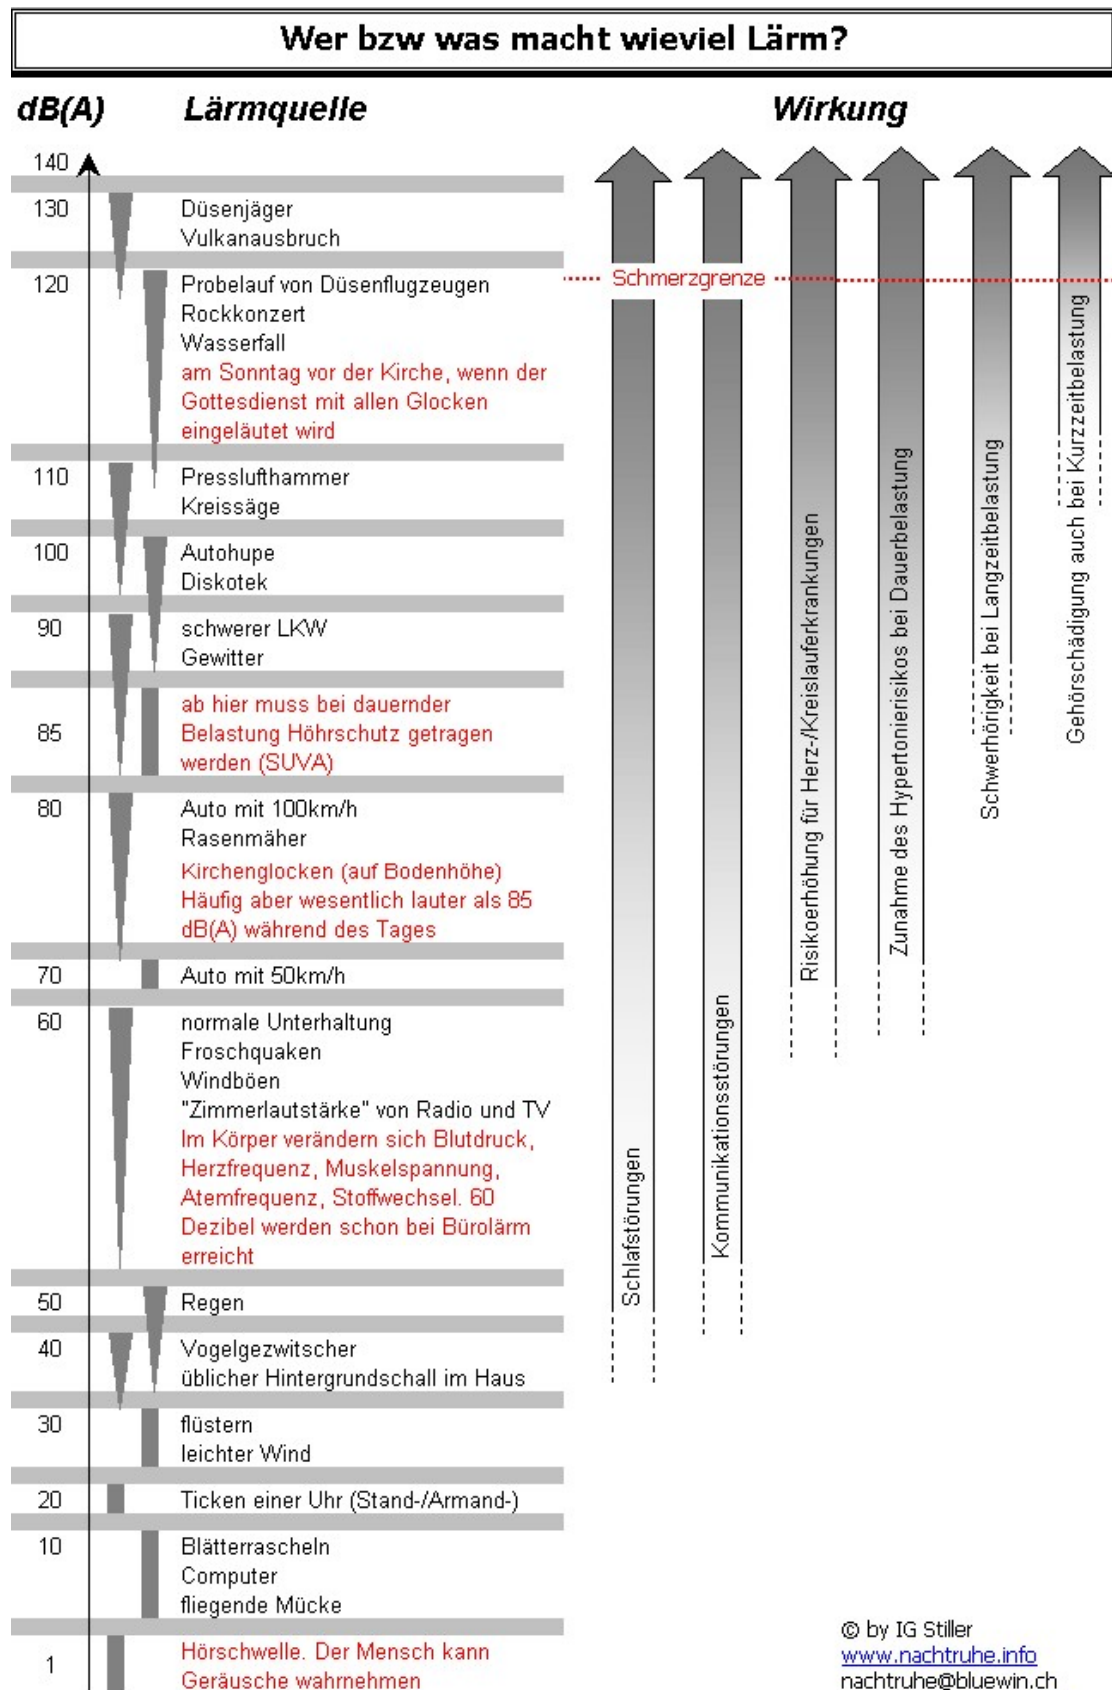 Wer bzw was macht wieviel Lärm?
dB(A) Lärmquelle Wirkung
140
130 Düsenjäger
Vulkanausbruch
120 Probelauf von Düsenflugzeugen
Schmerzgrenze
Rockkonzert
Wasserfall
am Sonntag vor der Kirche, wenn der
Gottesdienst mit allen Glocken
eingeläutet wird
110 Presslufthammer
Kreissäge
100 Autohupe
Diskotek
90 schwerer LKW
Gewitter
ab hier muss bei dauernder
85 Belastung Höhrschutz getragen
werden (SUVA)
80 Auto mit 100km/h
Rasenmäher
Kirchenglocken (auf Bodenhöhe)
Häufig aber wesentlich lauter als 85
dB(A) während des Tages
70 Auto mit 50km/h
60 normale Unterhaltung
Froschquaken
Windböen
"Zimmerlautstärke" von Radio und TV
Im Körper verändern sich Blutdruck,
Herzfrequenz, Muskelspannung,
Atemfrequenz, Stoffwechsel. 60
Dezibel werden schon bei Bürolärm
erreicht
50 Regen
40 Vogelgezwitscher
üblicher Hintergrundschall im Haus
30 flüstern
leichter Wind
20 Ticken einer Uhr (Stand-/Armand-)
10 Blätterrascheln
Computer
fliegende Mücke
1 Hörschwelle. Der Mensch kann
Geräusche wahrnehmen
Schlafstörungen
Kommunikationsstörungen
Risikoerhöhung für Herz-/Kreislauferkrankungen
Zunahme des Hypertonierisikos bei Dauerbelastung
Schwerhörigkeit bei Langzeitbelastung
Gehörschädigung auch bei Kurzzeitbelastung
© by IG Stiller
www.nachtruhe.info
nachtruhe@bluewin.ch